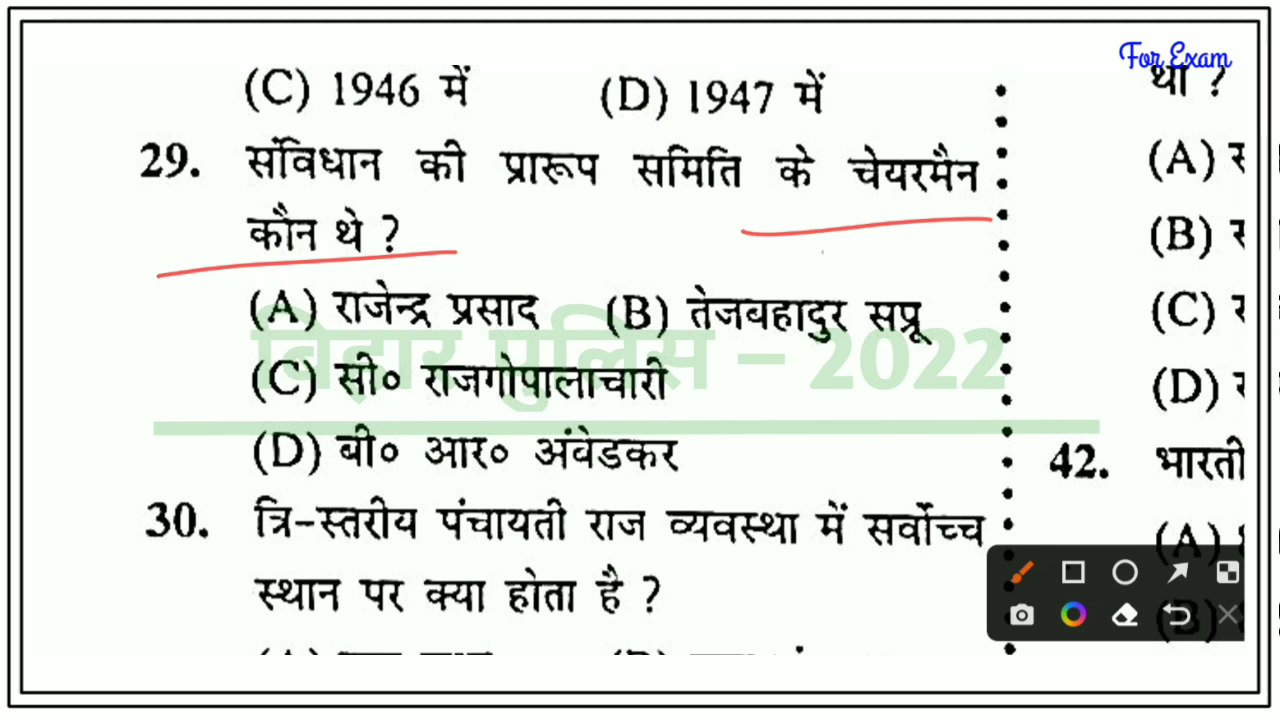 For Exam
(C) 1946 में (D) 1947 में
29. संविधान की प्रारूप समिति के चेयरमैन
कौन थे ?
(A) राजेन्द्र प्रसाद (B) तेजबहादुर सप्रू
(C) सी० राजगोपालाचारी
(D) बी० आर० अंबेडकर
30. त्रि-स्तरीय पंचायती राज व्यवस्था में सर्वोच्च
स्थान पर क्या होता है ?
बिहार पुलिस – 2022
था ?
(A)
(B)
(C)
(D)
42. भारती
(A)
(B)